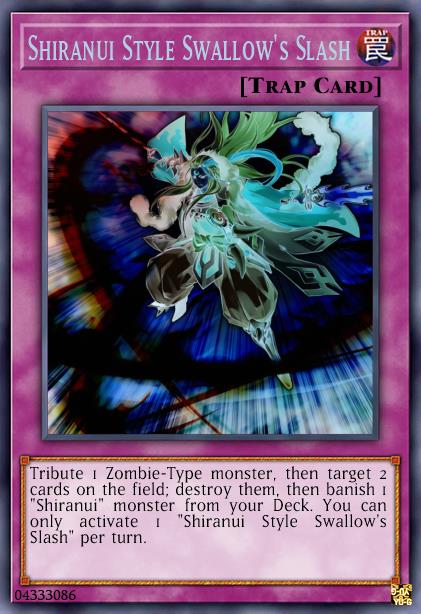 Shiranui Style Swallow's Slash
TRAP
罠
[Trap Card]
Tribute 1 Zombie-Type monster, then target 2
cards on the field; destroy them, then banish 1
"Shiranui" monster from your Deck. You can
only activate 1 "Shiranui Style Swallow's
Slash" per turn.
04333086